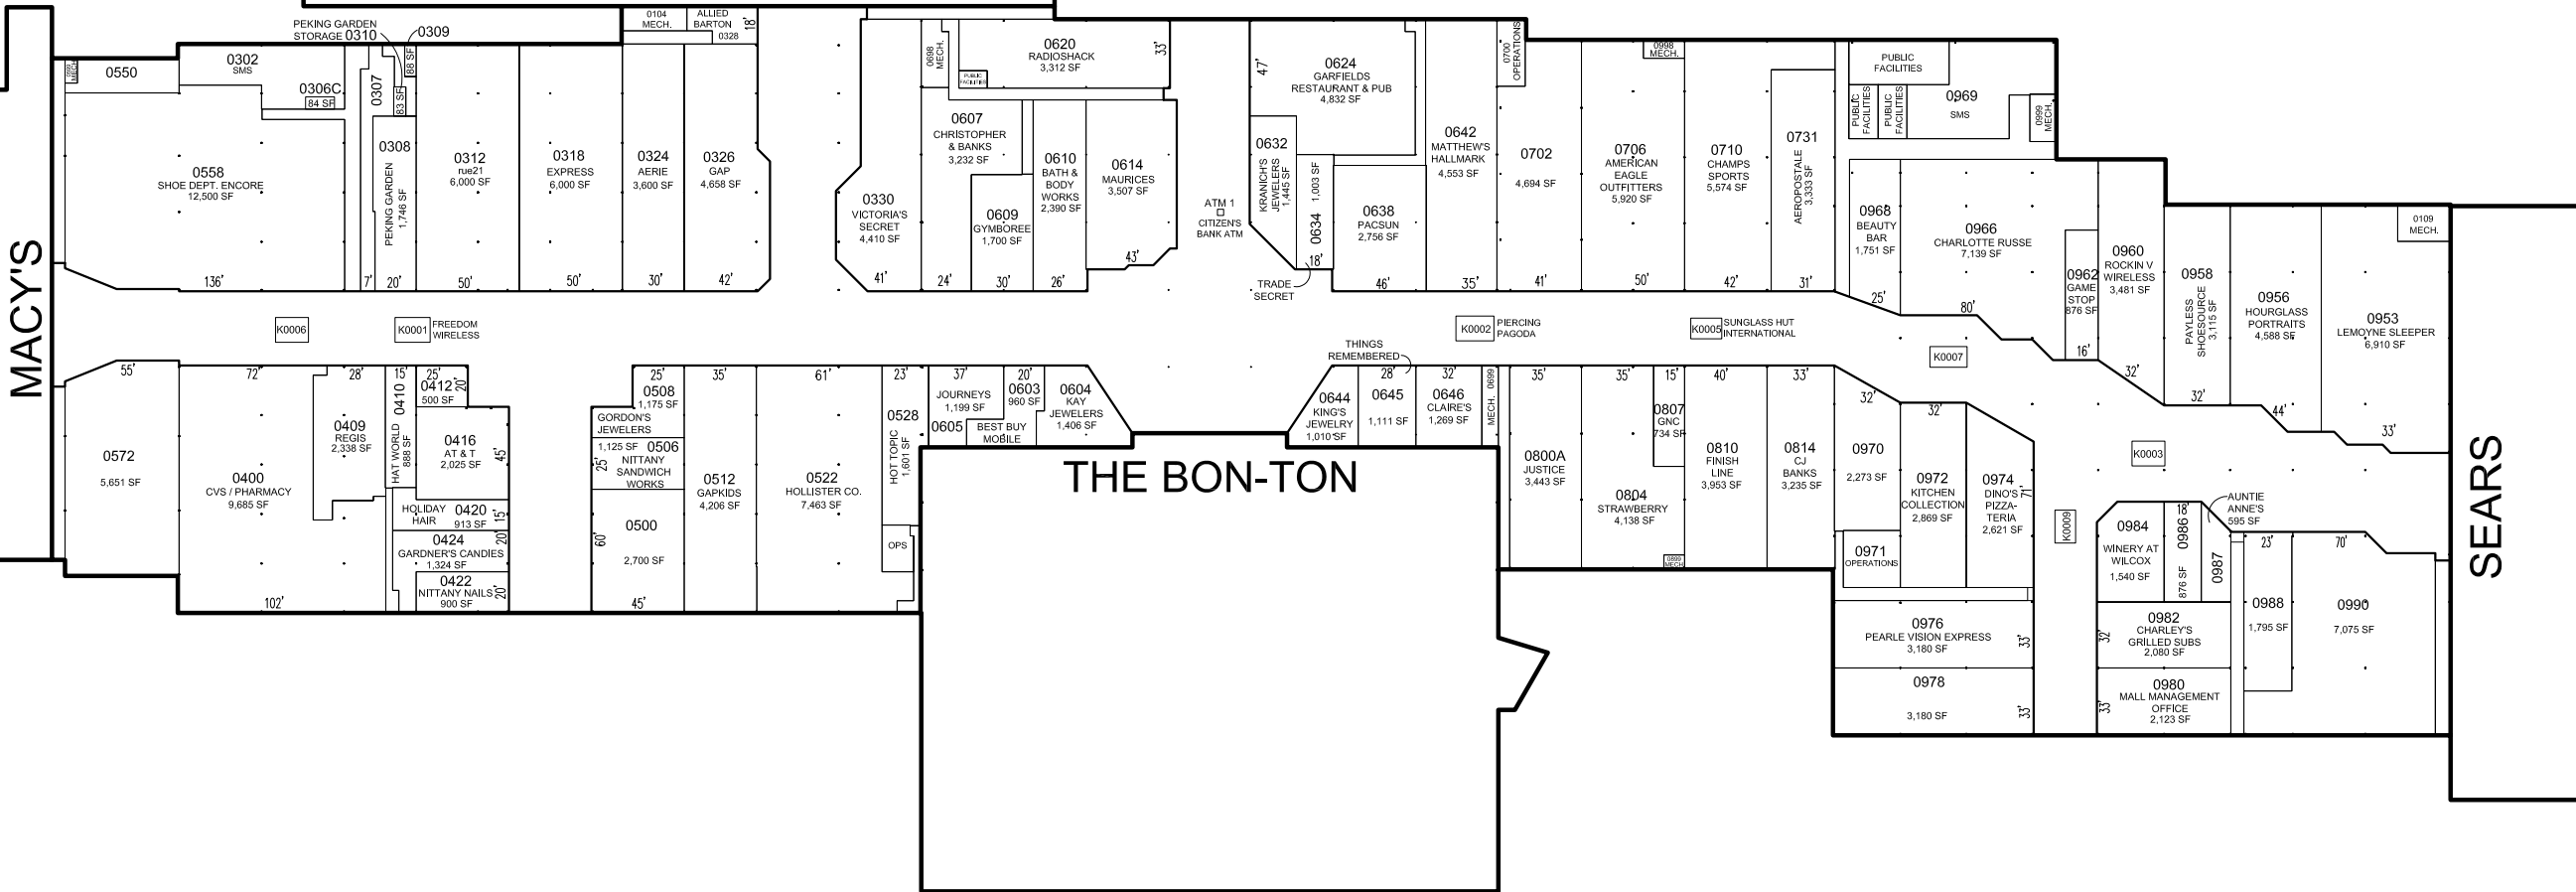 MACY'S
0599
MECH.
0550
0302
SMS
0306C
84 SF
PEKING GARDEN
STORAGE 0310
0309
88 SF
83 SF
0307
0308
PEKING GARDEN
1,746 SF
0558
SHOE DEPT. ENCORE
12,500 SF
136'
7'
20'
0312
rue21
6,000 SF
50'
0318
EXPRESS
6,000 SF
50'
0104
MECH.
ALLIED
BARTON
0328
18'
0324
AERIE
3,600 SF
30'
0326
GAP
4,658 SF
42'
0330
VICTORIA'S
SECRET
4,410 SF
41'
0698
MECH.
0620
RADIOSHACK
3,312 SF
33'
PUBLIC
FACILITIES
0607
CHRISTOPHER
& BANKS
3,232 SF
24'
0609
GYMBOREE
1,700 SF
30'
0610
BATH &
BODY
WORKS
2,390 SF
26'
0614
MAURICES
3,507 SF
43'
ATM 1
CITIZEN'S
BANK ATM
47'
0624
GARFIELDS
RESTAURANT & PUB
4,832 SF
0632
KRANICH'S
JEWELERS
1,445 SF
0634
1,003 SF
18'
TRADE
SECRET
0638
PACSUN
2,756 SF
46'
0642
MATTHEW'S
HALLMARK
4,553 SF
35'
0700
OPERATIONS
0702
4,694 SF
41'
0998
MECH.
0706
AMERICAN
EAGLE
OUTFITTERS
5,920 SF
50'
0710
CHAMPS
SPORTS
5,574 SF
42'
0731
AEROPOSTALE
3,333 SF
31'
PUBLIC
FACILITIES
PUBLIC
FACILITIES
PUBLIC
FACILITIES
0969
SMS
0999
MECH.
0968
BEAUTY
BAR
1,751 SF
25'
0966
CHARLOTTE RUSSE
7,139 SF
80'
0962
GAME
STOP
876 SF
16'
0960
ROCKIN V
WIRELESS
3,481 SF
32'
0958
PAYLESS
SHOESOURCE
3,115 SF
32'
0956
HOURGLASS
PORTRAITS
4,588 SF
44'
0109
MECH.
0953
LEMOYNE SLEEPER
6,910 SF
33'
K0006
K0001
FREEDOM
WIRELESS
K0002
PIERCING
PAGODA
K0005
SUNGLASS HUT
INTERNATIONAL
K0007
K0003
K0009
55'
0572
5,651 SF
72'
0400
CVS / PHARMACY
9,685 SF
102'
28'
0409
REGIS
2,338 SF
15'
0410
HAT WORLD
888 SF
25'
0412
500 SF
20'
0416
AT & T
2,025 SF
45'
HOLIDAY
HAIR
0420
913 SF
15'
0424
GARDNER'S CANDIES
1,324 SF
20'
0422
NITTANY NAILS
900 SF
20'
25'
0508
1,175 SF
GORDON'S
JEWELERS
1,125 SF 0506
NITTANY
SANDWICH
WORKS
25'
0500
2,700 SF
60'
45'
35'
0512
GAPKIDS
4,206 SF
61'
0522
HOLLISTER CO.
7,463 SF
23'
0528
HOT TOPIC
1,601 SF
OPS
37'
JOURNEYS
1,199 SF
0605
BEST BUY
MOBILE
20'
0603
960 SF
0604
KAY
JEWELERS
1,406 SF
THE BON-TON
0644
KING'S
JEWELRY
1,010 SF
THINGS
REMEMBERED
28'
0645
1,111 SF
32'
0646
CLAIRE'S
1,269 SF
0699
MECH.
35'
0800A
JUSTICE
3,443 SF
35'
0804
STRAWBERRY
4,138 SF
15'
0807
GNC
734 SF
0899
MECH
40'
0810
FINISH
LINE
3,953 SF
33'
0814
CJ
BANKS
3,235 SF
32'
0970
2,273 SF
0971
OPERATIONS
32'
0972
KITCHEN
COLLECTION
2,869 SF
0974
DINO'S
PIZZA-
TERIA
2,621 SF
71'
0976
PEARLE VISION EXPRESS
3,180 SF
33'
0978
3,180 SF
33'
0984
WINERY AT
WILCOX
1,540 SF
18'
0986
876 SF
0987
AUNTIE
ANNE'S
595 SF
0982
CHARLEY'S
GRILLED SUBS
2,080 SF
32'
0980
MALL MANAGEMENT
OFFICE
2,123 SF
33'
23'
0988
1,795 SF
70'
0990
7,075 SF
SEARS